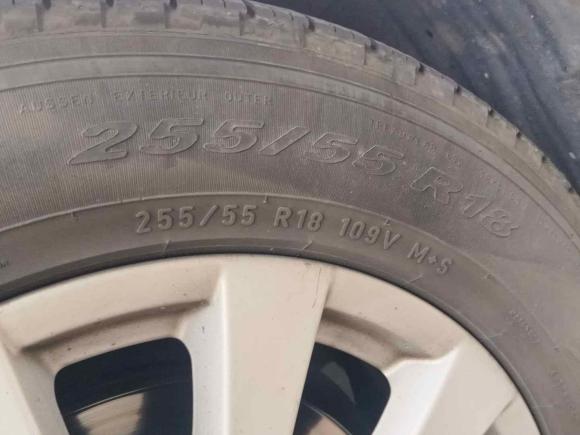 AUSSEN EXTERIEUR OUTER
255/55 R18
255/55 R18 109V M+S